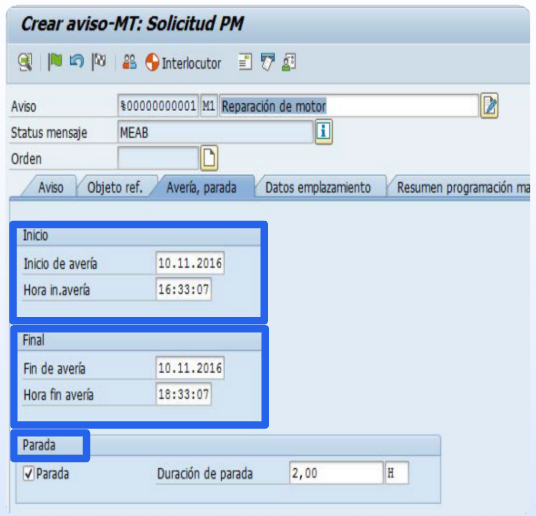 Crear aviso-MT: Solicitud PM
Interlocutor
Aviso %00000000001 M1 Reparación de motor
Status mensaje MEAB
Orden
Aviso Objeto ref. Avería, parada Datos emplazamiento Resumen programación ma
Inicio
Inicio de avería 10.11.2016
Hora in.avería 16:33:07
Final
Fin de avería 10.11.2016
Hora fin avería 18:33:07
Parada
Parada Duración de parada 2,00 H